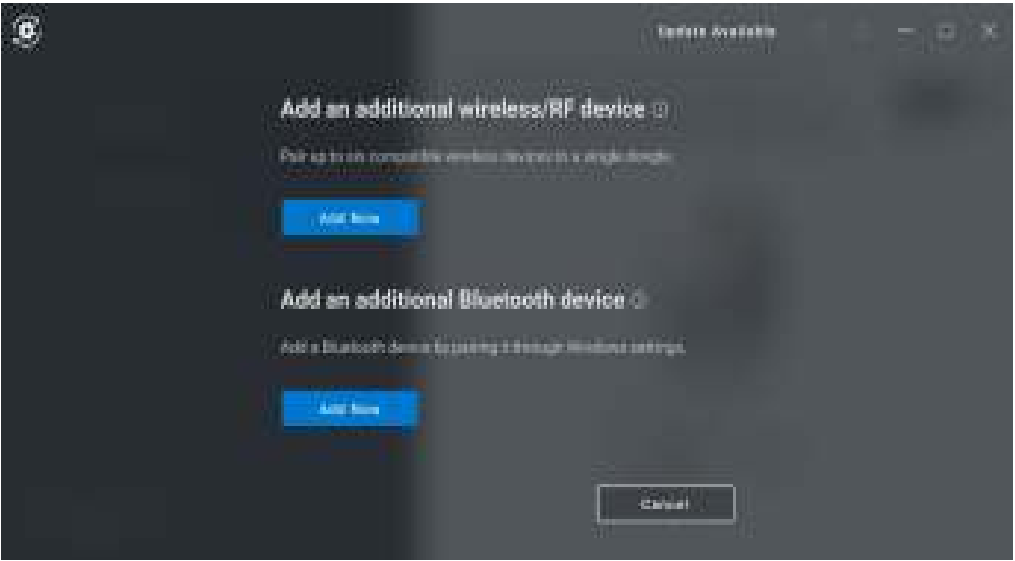 Update Available
Add an additional wireless/RF device
Pair up to six compatible wireless devices to a single dongle.
Add Now
Add an additional Bluetooth device
Add a Bluetooth device by pairing it through Windows settings.
Add Now
Cancel